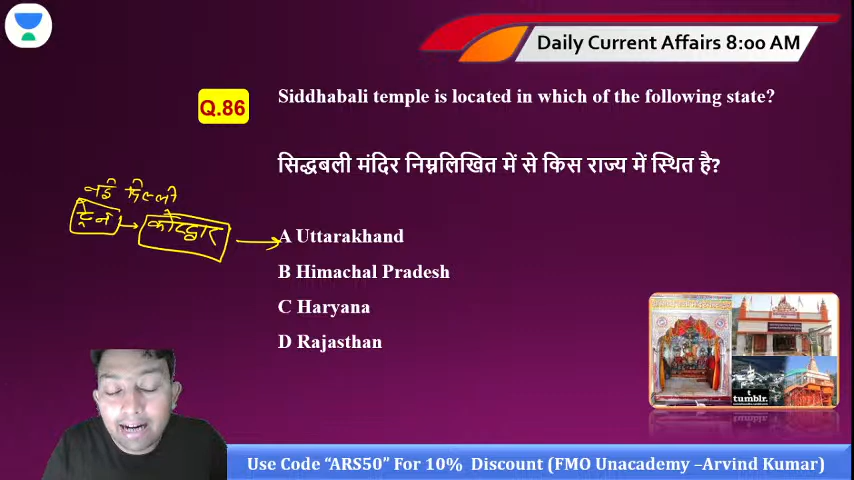 Daily Current Affairs 8:00 AM
Q.86
Siddhabali temple is located in which of the following state?
सिद्धबली मंदिर निम्नलिखित में से किस राज्य में स्थित है?
नई दिल्ली
ट्रेन
कोटद्वार
A Uttarakhand
B Himachal Pradesh
C Haryana
D Rajasthan
t
tumblr.
Use Code “ARS50” For 10% Discount (FMO Unacademy –Arvind Kumar)